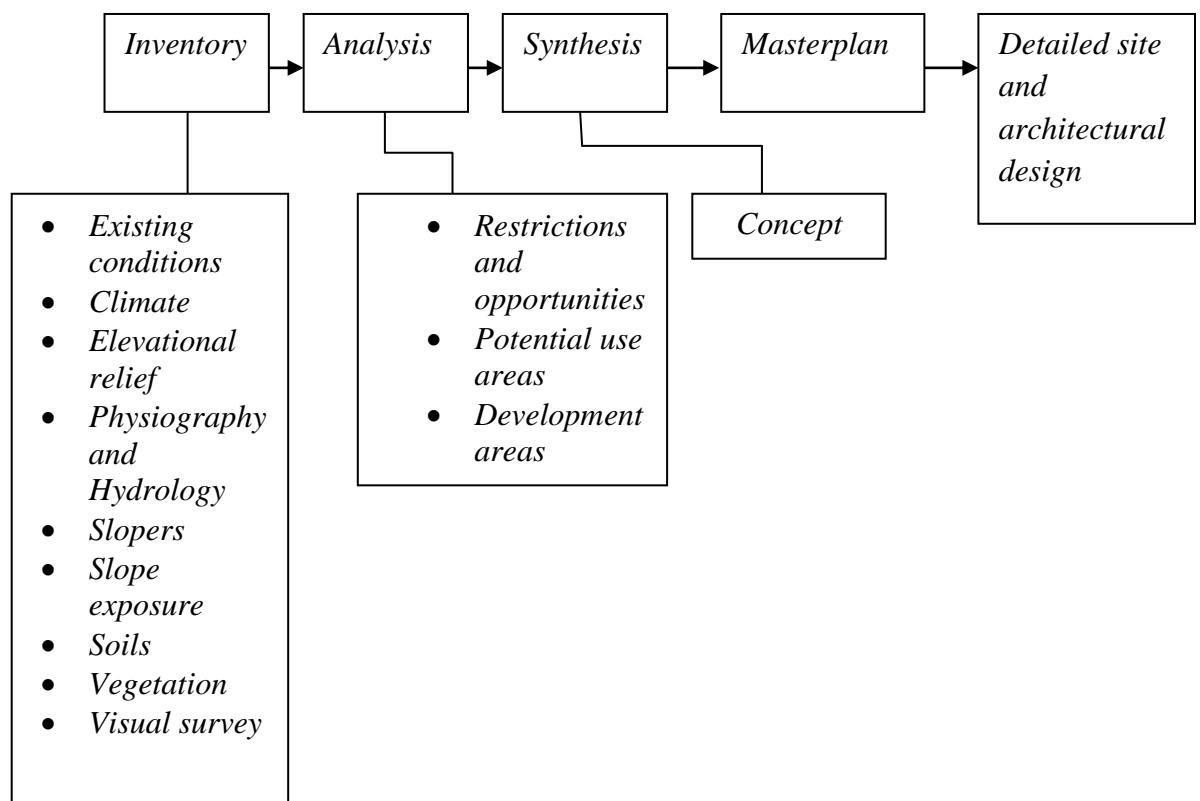 Inventory
Analysis
Synthesis
Masterplan
Detailed site
and
architectural
design
• Existing
conditions
• Climate
• Elevational
relief
• Physiography
and
Hydrology
• Slopers
• Slope
exposure
• Soils
• Vegetation
• Visual survey
• Restrictions
and
opportunities
• Potential use
areas
• Development
areas
Concept